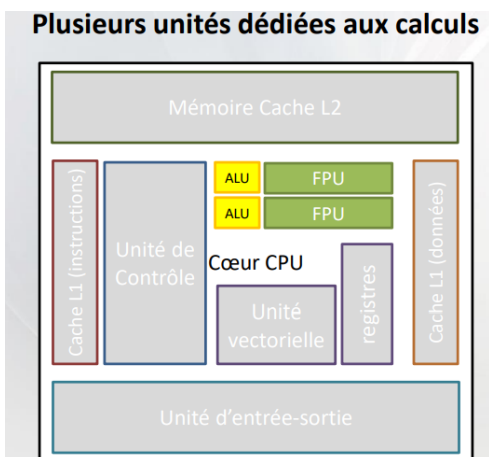 Plusieurs unités dédiées aux calculs
Mémoire Cache L2
Cache L1 (instructions)
Unité de
Contrôle
ALU
FPU
ALU
FPU
Cœur CPU
Unité
vectorielle
registres
Cache L1 (données)
Unité d'entrée-sortie